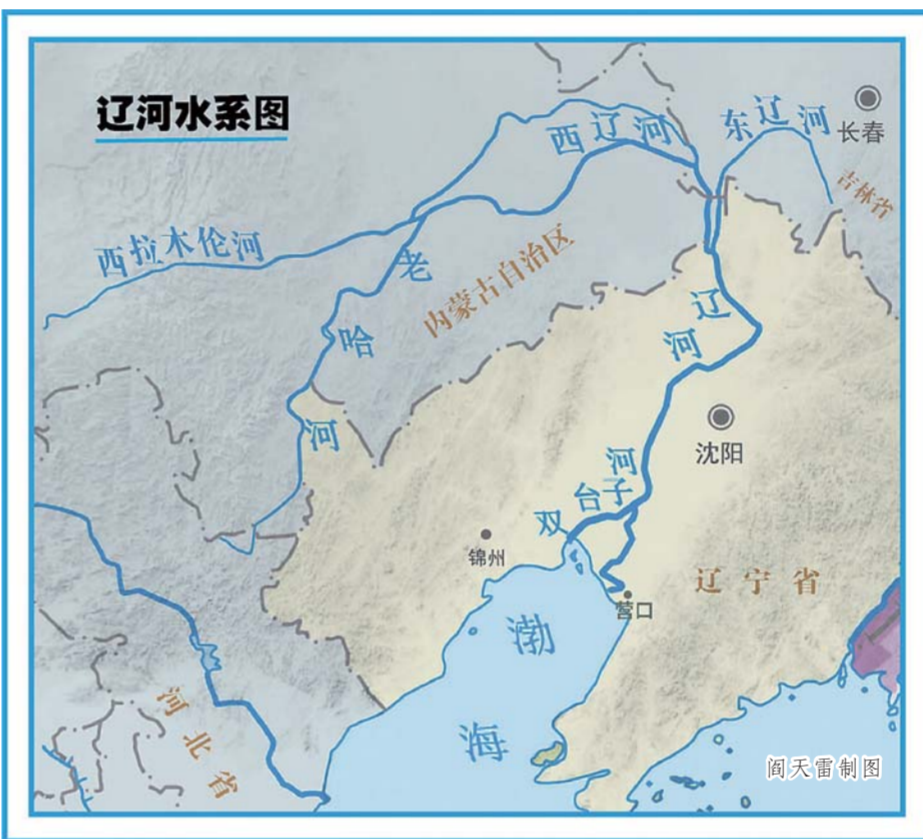 辽河水系图
长春
东辽河
西辽河
吉林省
西拉木伦河
老哈河
内蒙古自治区
辽河
沈阳
双台子河
锦州
营口
辽宁省
渤海
河北省
阎天雷制图